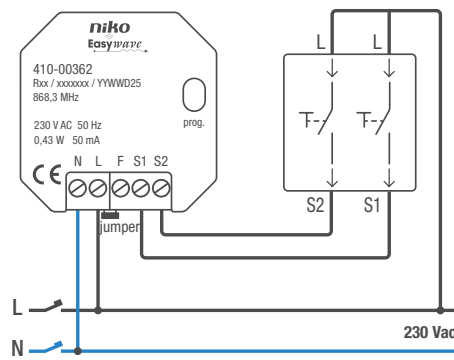 niko
Easywave
410-00362
Rxx / xxxxxxx / YYWWD25
868,3 MHz
230 V AC 50 Hz
0,43 W 50 mA
prog.
CE
N L F S1 S2
jumper
L L
S2 S1
L
230 Vac
N